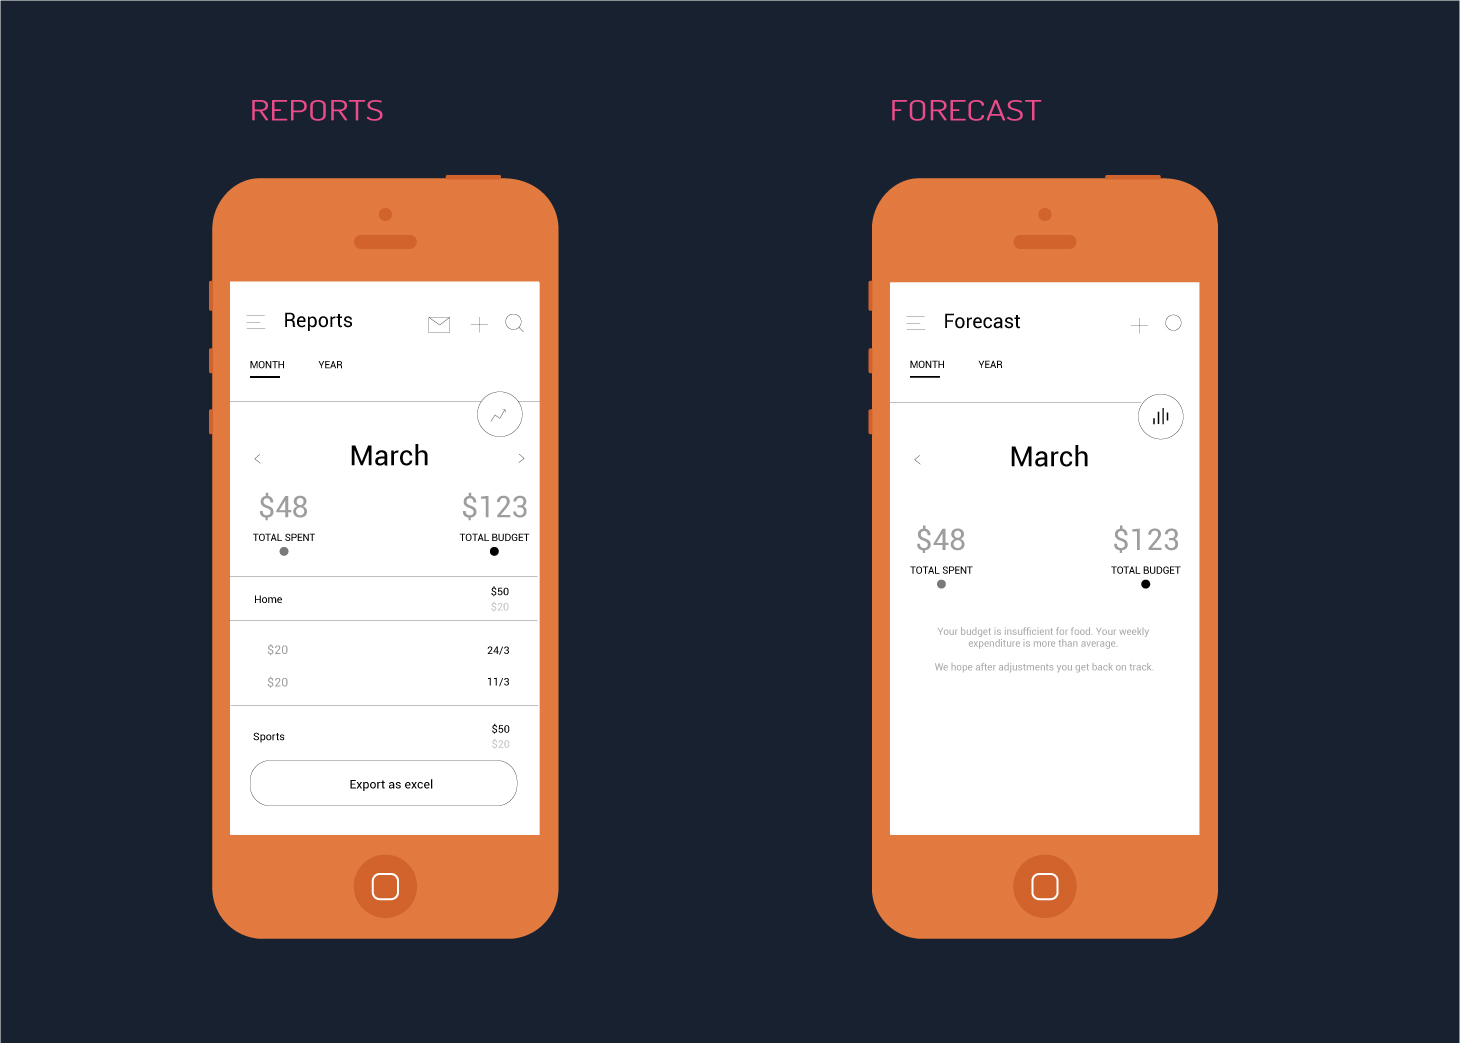 REPORTS
Reports
MONTH YEAR
March
$48 $123
TOTAL SPENT TOTAL BUDGET
Home $50
$20
$20 24/3
$20 11/3
Sports $50
$20
Export as excel
FORECAST
Forecast
MONTH YEAR
March
$48 $123
TOTAL SPENT TOTAL BUDGET
Your budget is insufficient for food. Your weekly
expenditure is more than average.
We hope after adjustments you get back on track.